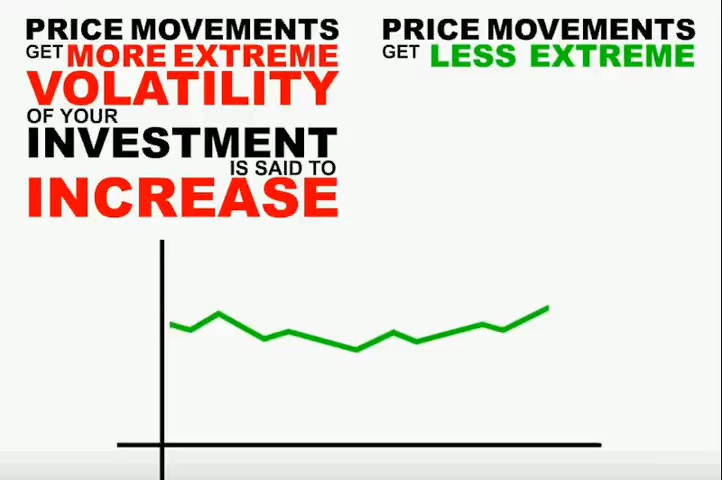 PRICE MOVEMENTS
GET MORE EXTREME
VOLATILITY
OF YOUR
INVESTMENT
IS SAID TO
INCREASE
PRICE MOVEMENTS
GET LESS EXTREME